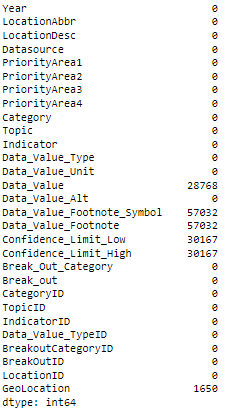 Year 0
LocationAbbr 0
LocationDesc 0
Datasource 0
PriorityArea1 0
PriorityArea2 0
PriorityArea3 0
PriorityArea4 0
Category 0
Topic 0
Indicator 0
Data_Value_Type 0
Data_Value_Unit 0
Data_Value 28768
Data_Value_Alt 0
Data_Value_Footnote_Symbol 57032
Data_Value_Footnote 57032
Confidence_Limit_Low 30167
Confidence_Limit_High 30167
Break_Out_Category 0
Break_out 0
CategoryID 0
TopicID 0
IndicatorID 0
Data_Value_TypeID 0
BreakoutCategoryID 0
BreakOutID 0
LocationID 0
GeoLocation 1650
dtype: int64